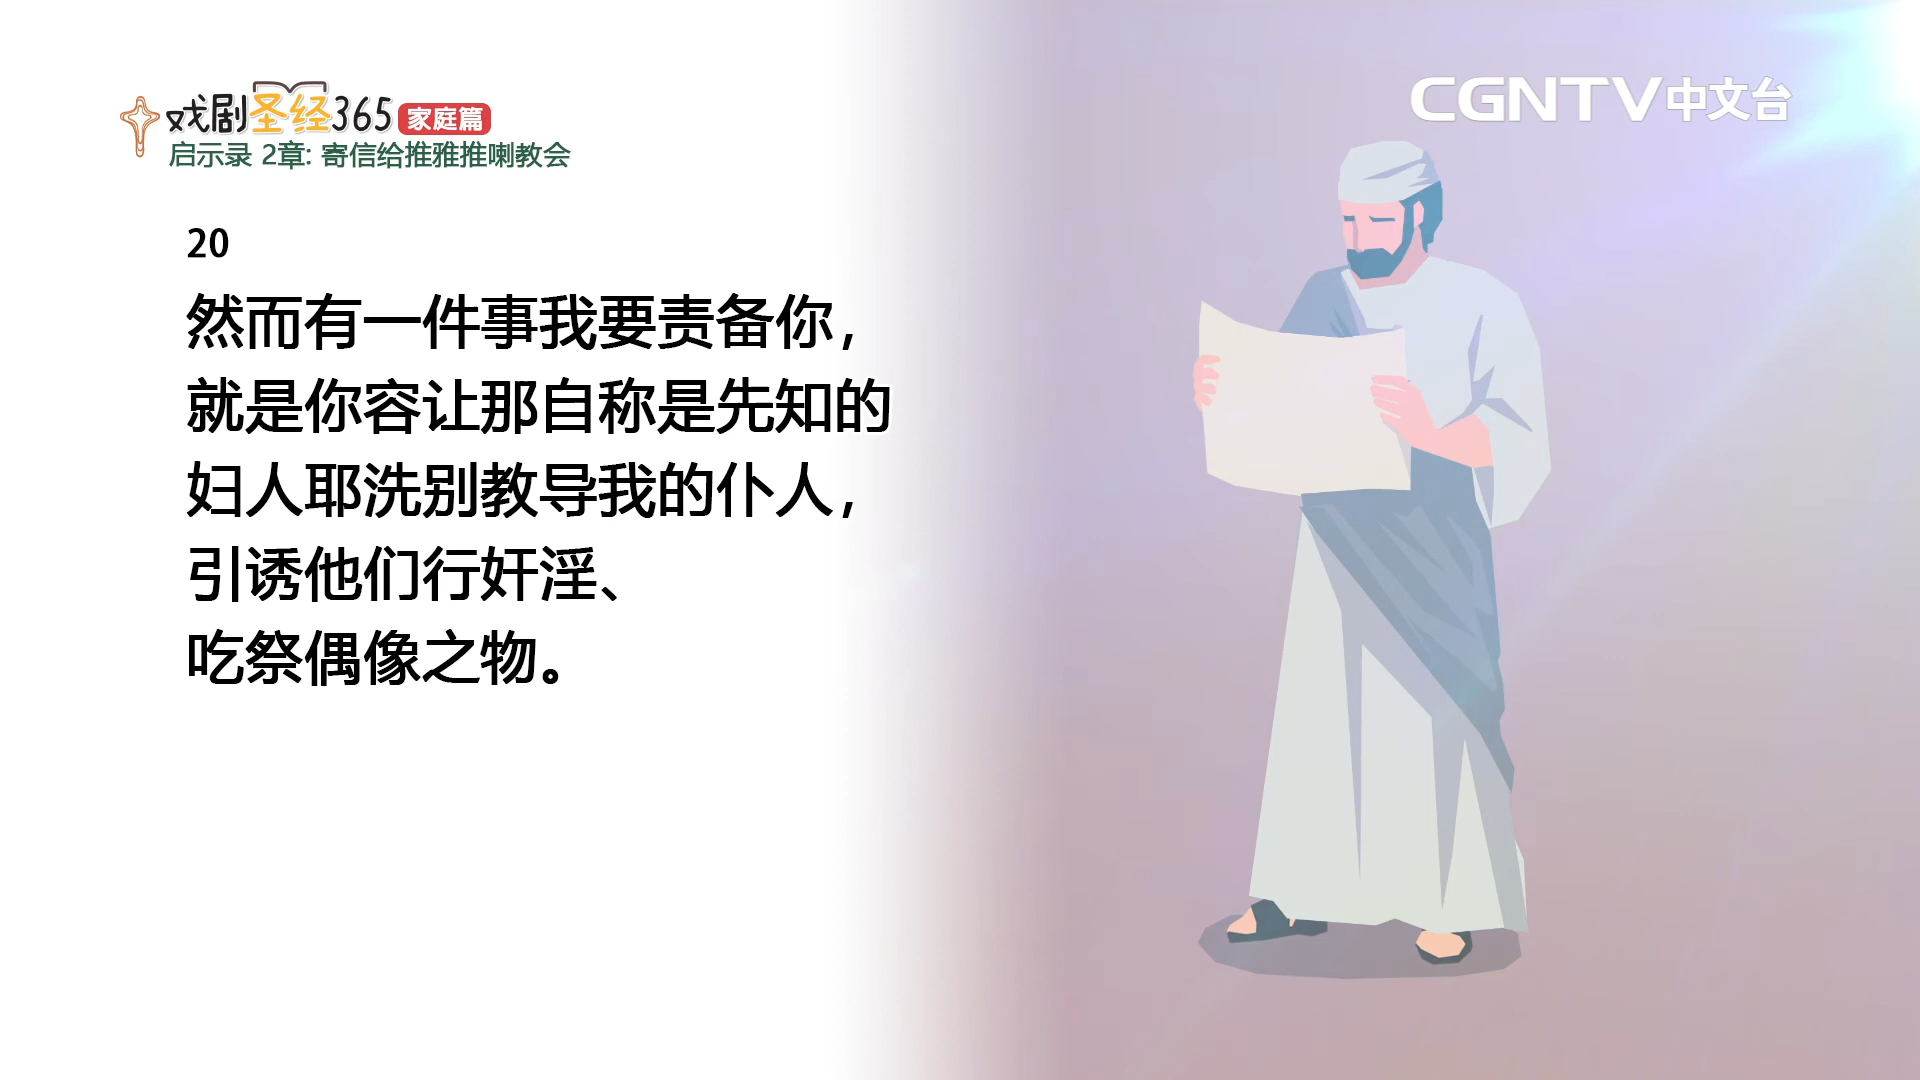 戏剧圣经365 家庭篇
CGNTV中文台
启示录 2章: 寄信给推雅推喇教会
20
然而有一件事我要责备你，
就是你容让那自称是先知的
妇人耶洗别教导我的仆人，
引诱他们行奸淫、
吃祭偶像之物。